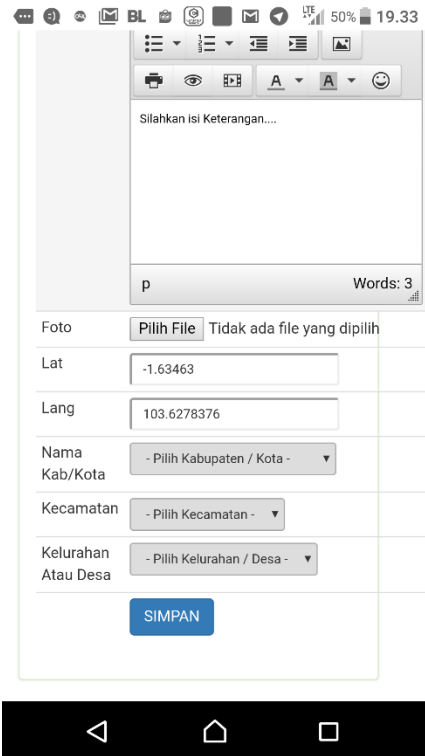 BL LTE 50% 19.33
A A
Silahkan isi Keterangan....
p Words: 3
Foto Pilih File Tidak ada file yang dipilih
Lat -1.63463
Lang 103.6278376
Nama
Kab/Kota - Pilih Kabupaten / Kota -
Kecamatan - Pilih Kecamatan -
Kelurahan
Atau Desa - Pilih Kelurahan / Desa -
SIMPAN